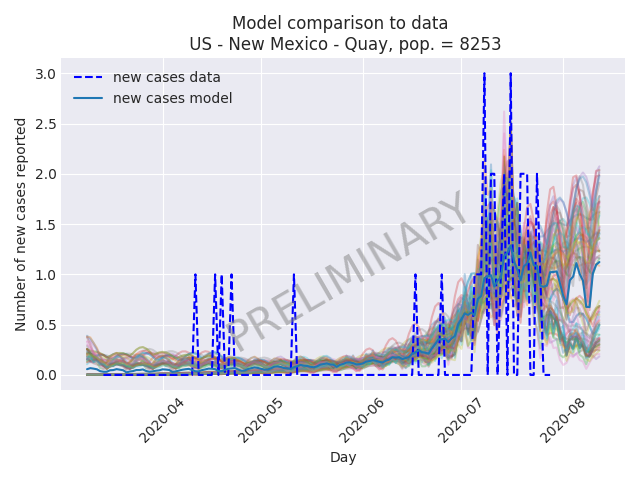 Model comparison to data
US - New Mexico - Quay, pop. = 8253
new cases data
new cases model
PRELIMINARY
Number of new cases reported
3.0
2.5
2.0
1.5
1.0
0.5
0.0
2020-04
2020-05
2020-06
2020-07
2020-08
Day